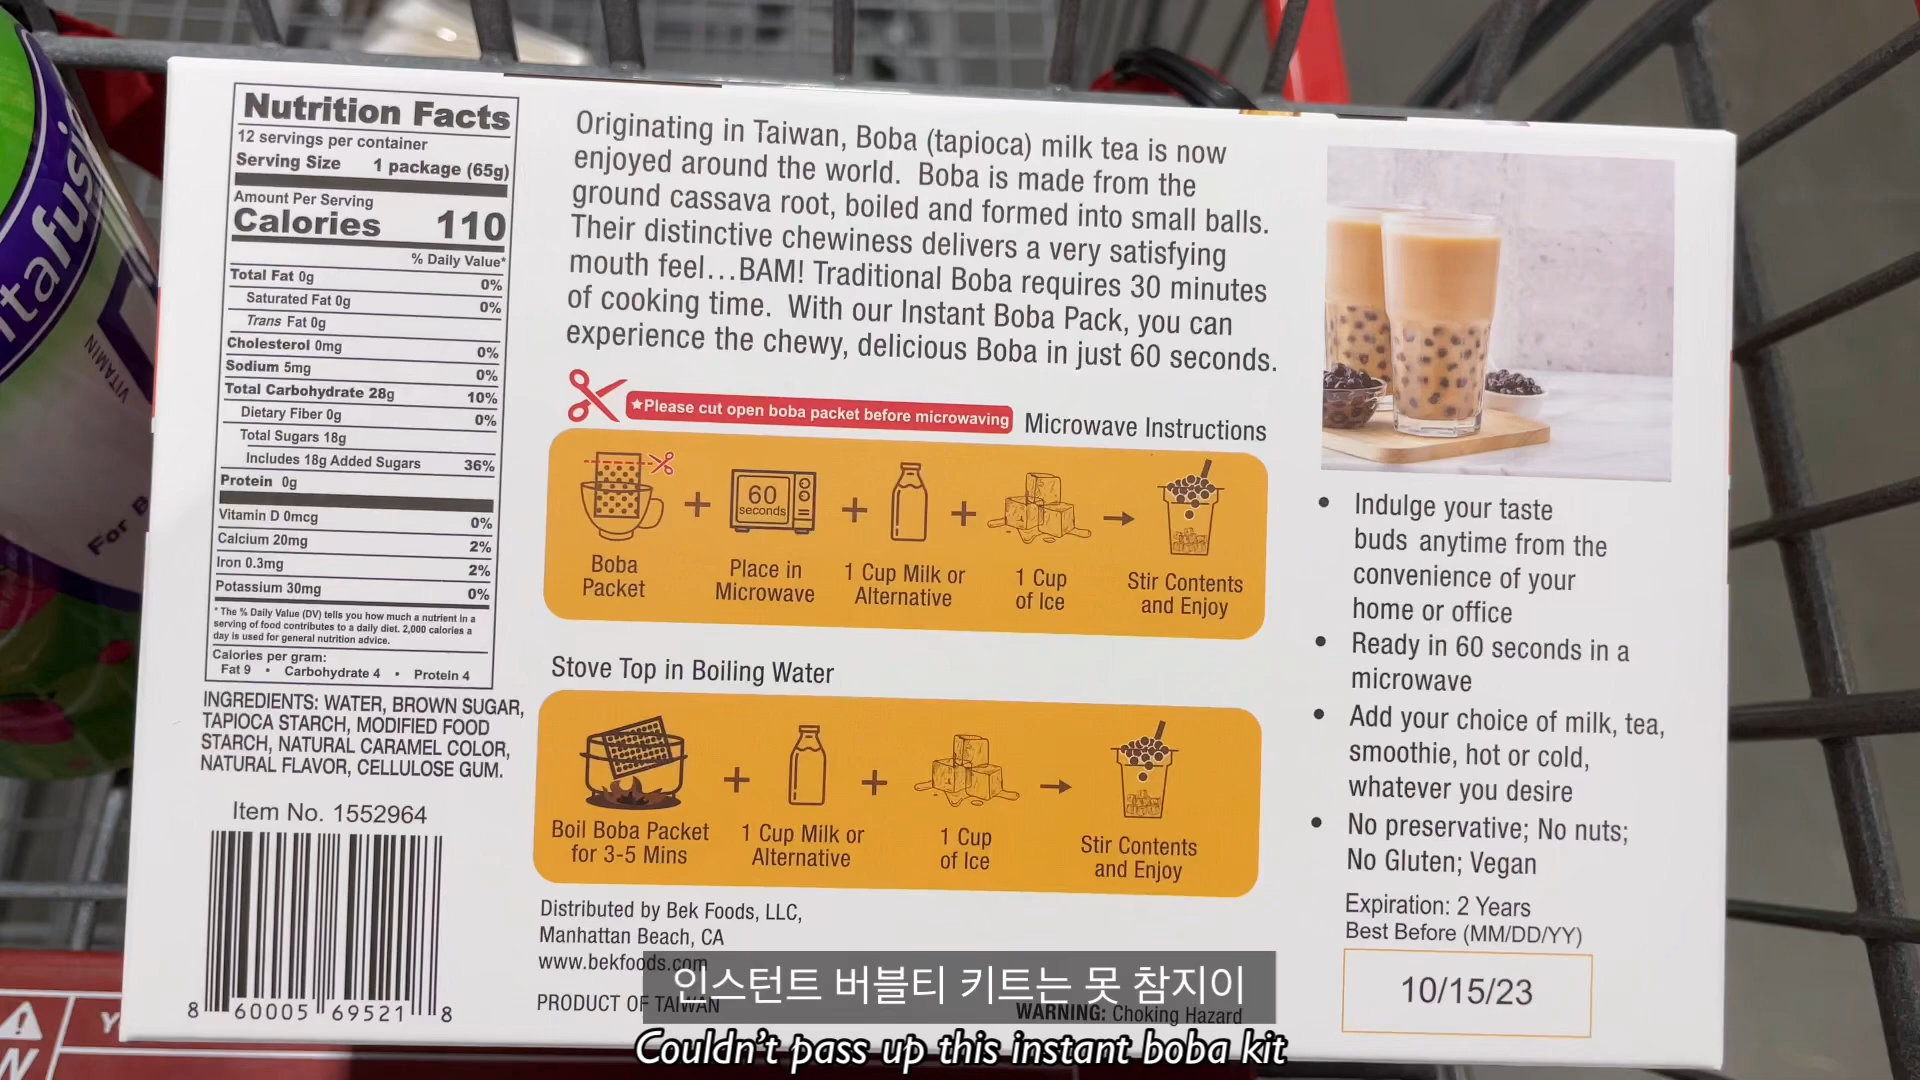 Nutrition Facts
12 servings per container
Serving Size 1 package (65g)
Amount Per Serving
Calories 110
% Daily Value*
Total Fat 0g 0%
Saturated Fat 0g 0%
Trans Fat 0g
Cholesterol 0mg 0%
Sodium 5mg 0%
Total Carbohydrate 28g 10%
Dietary Fiber 0g 0%
Total Sugars 18g
Includes 18g Added Sugars 36%
Protein 0g
Vitamin D 0mcg 0%
Calcium 20mg 2%
Iron 0.3mg 2%
Potassium 30mg 0%
* The % Daily Value (DV) tells you how much a nutrient in a
serving of food contributes to a daily diet. 2,000 calories a
day is used for general nutrition advice.
Calories per gram:
Fat 9 • Carbohydrate 4 • Protein 4
INGREDIENTS: WATER, BROWN SUGAR,
TAPIOCA STARCH, MODIFIED FOOD
STARCH, NATURAL CARAMEL COLOR,
NATURAL FLAVOR, CELLULOSE GUM.
Item No. 1552964
8 60005 69521 8
Originating in Taiwan, Boba (tapioca) milk tea is now
enjoyed around the world. Boba is made from the
ground cassava root, boiled and formed into small balls.
Their distinctive chewiness delivers a very satisfying
mouth feel...BAM! Traditional Boba requires 30 minutes
of cooking time. With our Instant Boba Pack, you can
experience the chewy, delicious Boba in just 60 seconds.
★Please cut open boba packet before microwaving
Microwave Instructions
60
seconds
Boba
Packet
Place in
Microwave
1 Cup Milk or
Alternative
1 Cup
of Ice
Stir Contents
and Enjoy
Stove Top in Boiling Water
Boil Boba Packet
for 3-5 Mins
1 Cup Milk or
Alternative
1 Cup
of Ice
Stir Contents
and Enjoy
Distributed by Bek Foods, LLC,
Manhattan Beach, CA
www.bekfoods.com
PRODUCT OF TAIWAN
WARNING: Choking Hazard
• Indulge your taste
buds anytime from the
convenience of your
home or office
• Ready in 60 seconds in a
microwave
• Add your choice of milk, tea,
smoothie, hot or cold,
whatever you desire
• No preservative; No nuts;
No Gluten; Vegan
Expiration: 2 Years
Best Before (MM/DD/YY)
10/15/23
VITAMIN
For
인스턴트 버블티 키트는 못 참지이
Couldn't pass up this instant boba kit